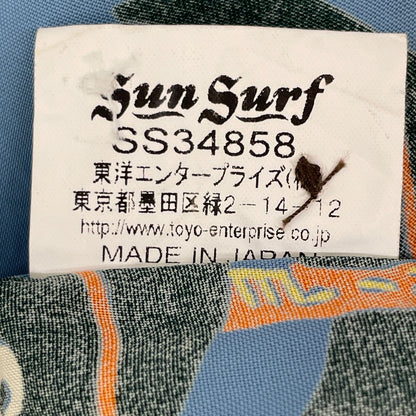 Sun Surf
SS34858
東洋エンタープライズ(株)
東京都墨田区緑2-14-12
http://www.toyo-enterprise.co.jp
MADE IN JAPAN